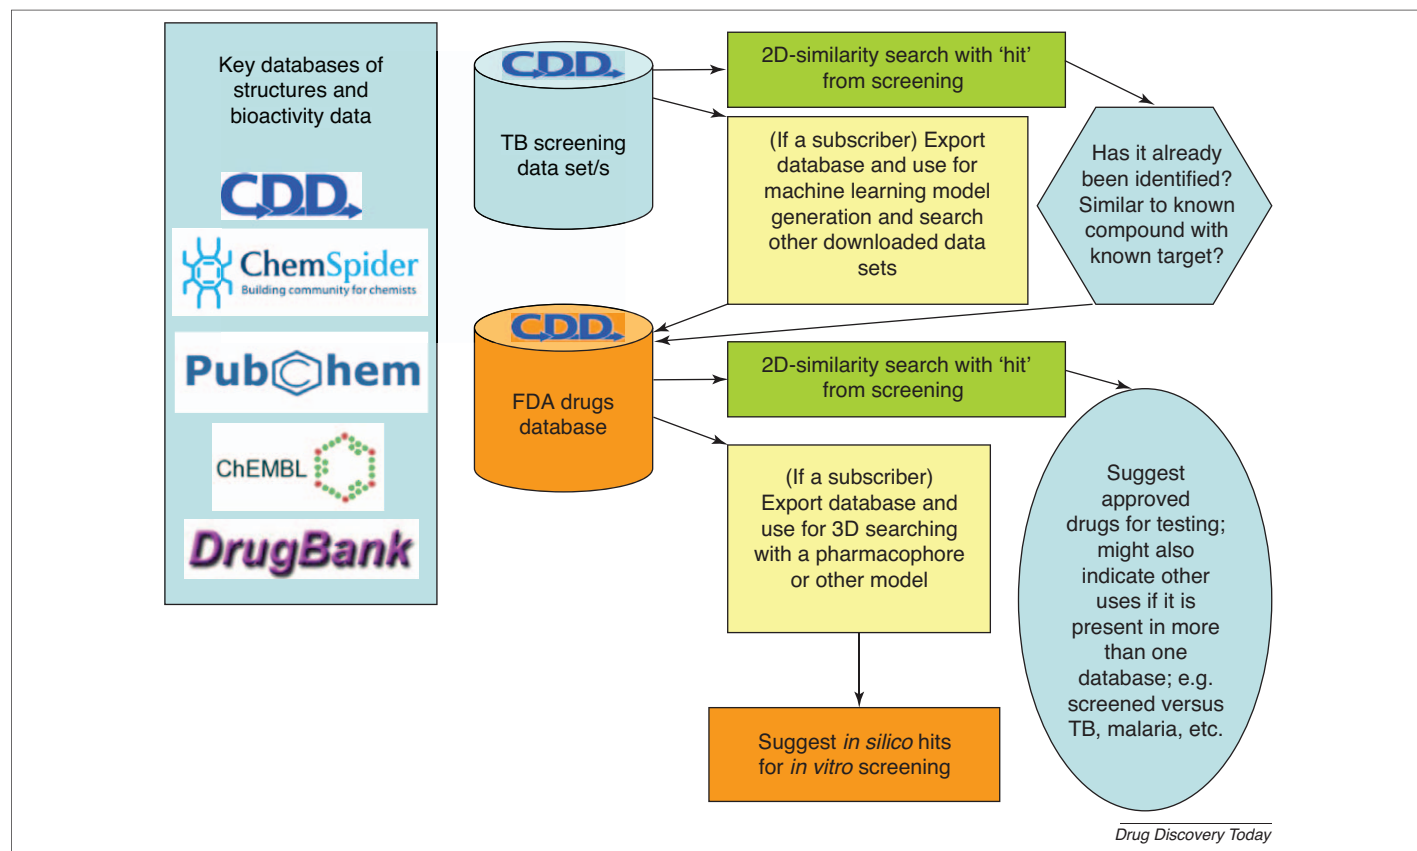 Key databases of
structures and
bioactivity data
CDD
ChemSpider
Building community for chemists
PubChem
ChEMBL
DrugBank
CDD
TB screening
data set/s
2D-similarity search with ‘hit’
from screening
(If a subscriber) Export
database and use for
machine learning model
generation and search
other downloaded data
sets
Has it already
been identified?
Similar to known
compound with
known target?
CDD
FDA drugs
database
2D-similarity search with ‘hit’
from screening
(If a subscriber)
Export database and
use for 3D searching
with a pharmacophore
or other model
Suggest
approved
drugs for testing;
might also
indicate other
uses if it is
present in more
than one
database; e.g.
screened versus
TB, malaria, etc.
Suggest in silico hits
for in vitro screening
Drug Discovery Today